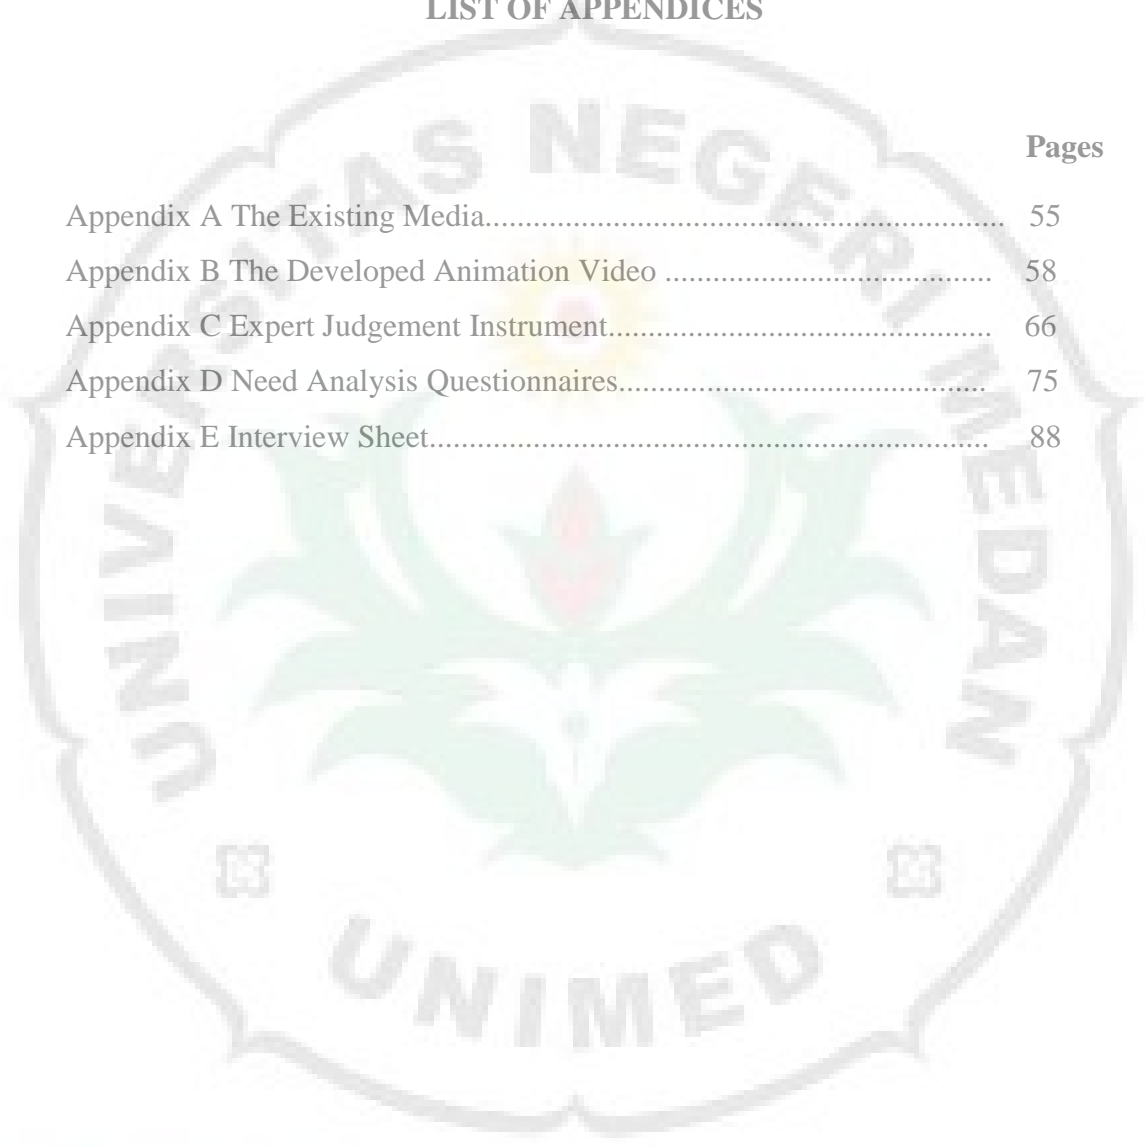 LIST OF APPENDICES
Pages
Appendix A The Existing Media................................................................ 55
Appendix B The Developed Animation Video ........................................ 58
Appendix C Expert Judgement Instrument............................................... 66
Appendix D Need Analysis Questionnaires............................................. 75
Appendix E Interview Sheet.................................................................... 88
UNIVERSITAS NEGERI MEDAN
UNIMED